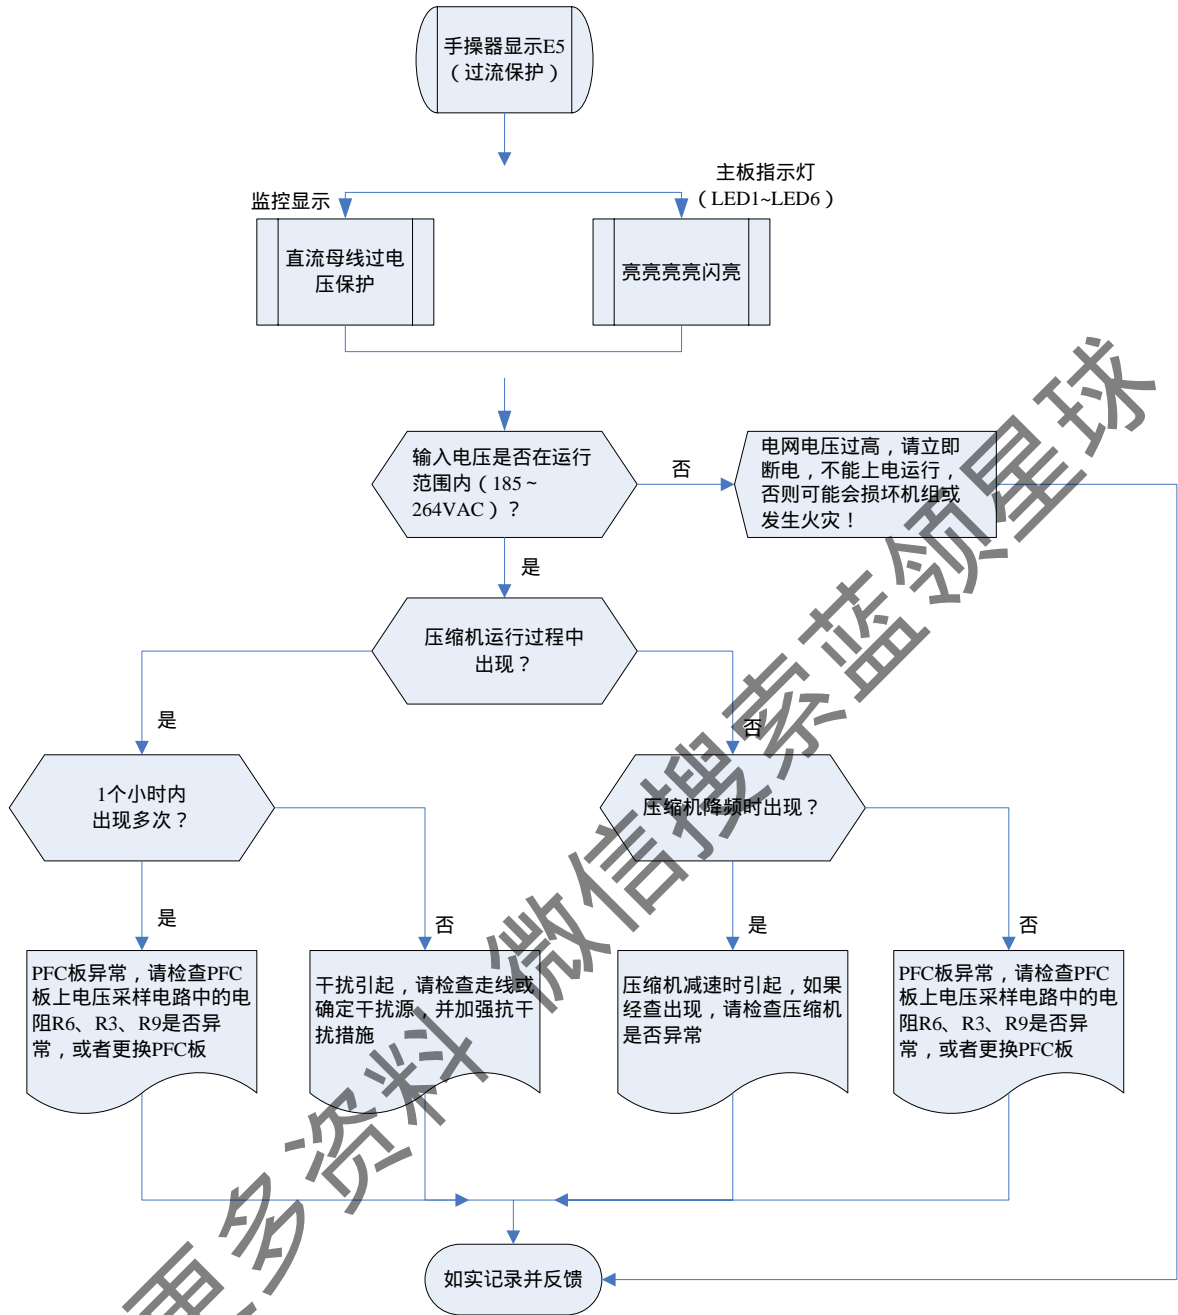 手操器显示E5
（过流保护）
监控显示
主板指示灯
（LED1~LED6）
直流母线过电
压保护
亮亮亮亮闪亮
输入电压是否在运行
范围内（185～
264VAC）？
否
电网电压过高，请立即
断电，不能上电运行，
否则可能会损坏机组或
发生火灾！
是
压缩机运行过程中
出现？
是
否
1个小时内
出现多次？
压缩机降频时出现？
是
否
是
否
PFC板异常，请检查PFC
板上电压采样电路中的电
阻R6、R3、R9是否异
常，或者更换PFC板
干扰引起，请检查走线或
确定干扰源，并加强抗干
扰措施
压缩机减速时引起，如果
经查出现，请检查压缩机
是否异常
PFC板异常，请检查PFC
板上电压采样电路中的电
阻R6、R3、R9是否异
常，或者更换PFC板
如实记录并反馈
更多资料 微信搜索蓝领星球